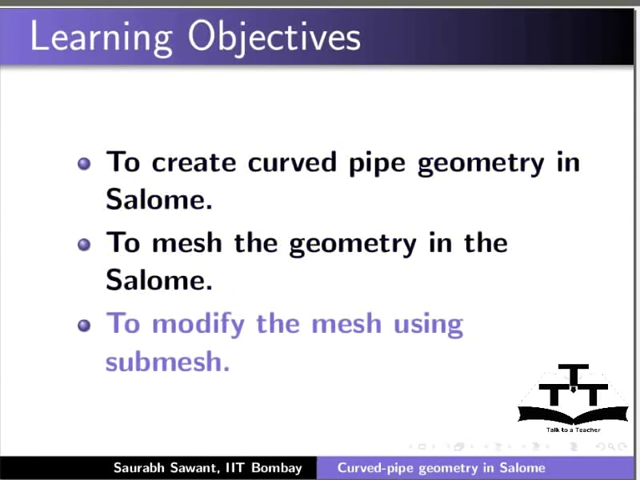 Learning Objectives
To create curved pipe geometry in
Salome.
To mesh the geometry in the
Salome.
To modify the mesh using
submesh.
T
T T
Talk to a Teacher
Saurabh Sawant, IIT Bombay
Curved-pipe geometry in Salome